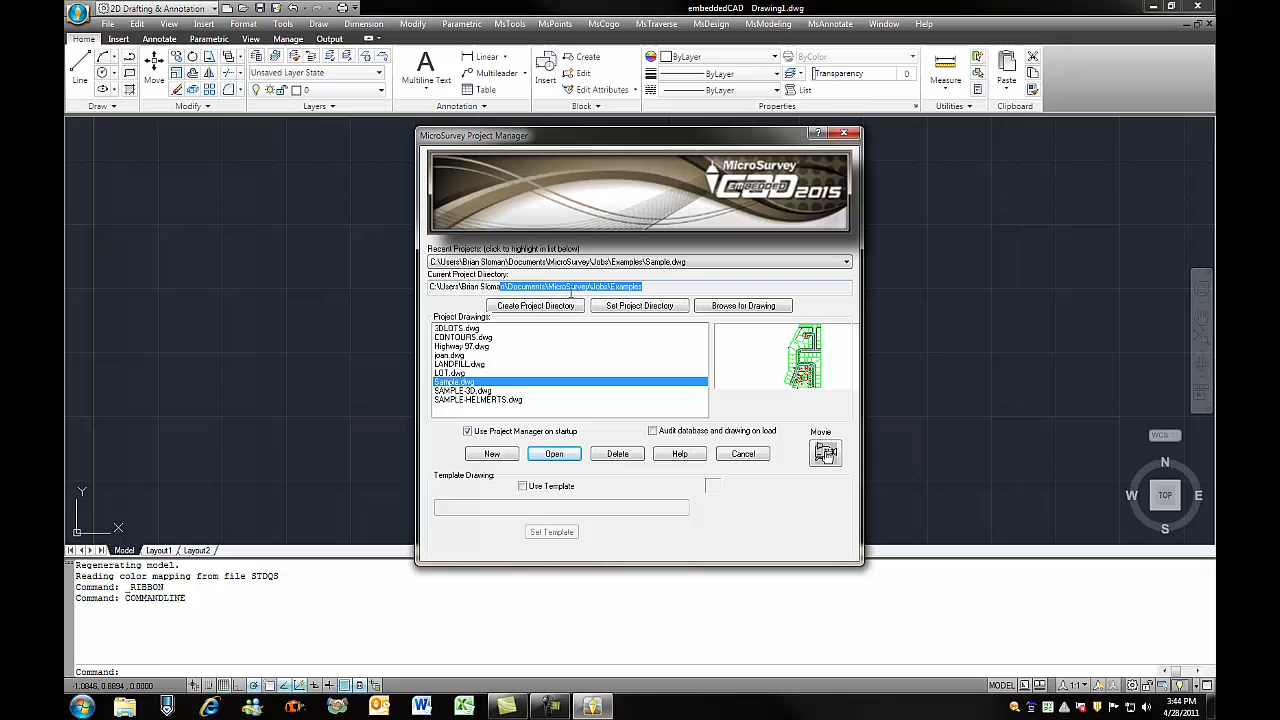 2D Drafting & Annotation
embeddedCAD Drawing1.dwg
File Edit View Insert Format Tools Draw Dimension Modify Parametric MsTools MsPoints MsCogo MsTraverse MsDesign MsModeling MsAnnotate Window Help
Home Insert Annotate Parametric View Manage Output
Line
Move
Unsaved Layer State
0
Multiline Text
Linear
Multileader
Table
Insert
Create
Edit
Edit Attributes
ByLayer
ByLayer
ByLayer
ByColor
Transparency 0
List
Measure
Paste
Draw Modify Layers Annotation Block Properties Utilities Clipboard
MicroSurvey Project Manager
MicroSurvey
EMBEDDED 2015
Recent Projects: (click to highlight in list below)
C:\Users\Brian Sloman\Documents\MicroSurvey\Jobs\Examples\Sample.dwg
Current Project Directory:
C:\Users\Brian Sloman\Documents\MicroSurvey\Jobs\Examples
Create Project Directory Set Project Directory Browse for Drawing
Project Drawings:
3DLOTS.dwg
CONTOURS.dwg
Highway 97.dwg
joan.dwg
LANDFILL.dwg
LOT.dwg
Sample.dwg
SAMPLE-3D.dwg
SAMPLE-HELMERTS.dwg
Use Project Manager on startup
Audit database and drawing on load
Movie
New Open Delete Help Cancel
Template Drawing:
Use Template
Set Template
WCS
N
W TOP E
S
Y
X
Model Layout1 Layout2
Regenerating model.
Reading color mapping from file STDQS
Command: _RIBBON
Command: COMMANDLINE
Command:
-1.0846, 0.8894, 0.0000
MODEL
1:1
3:44 PM
4/28/2011